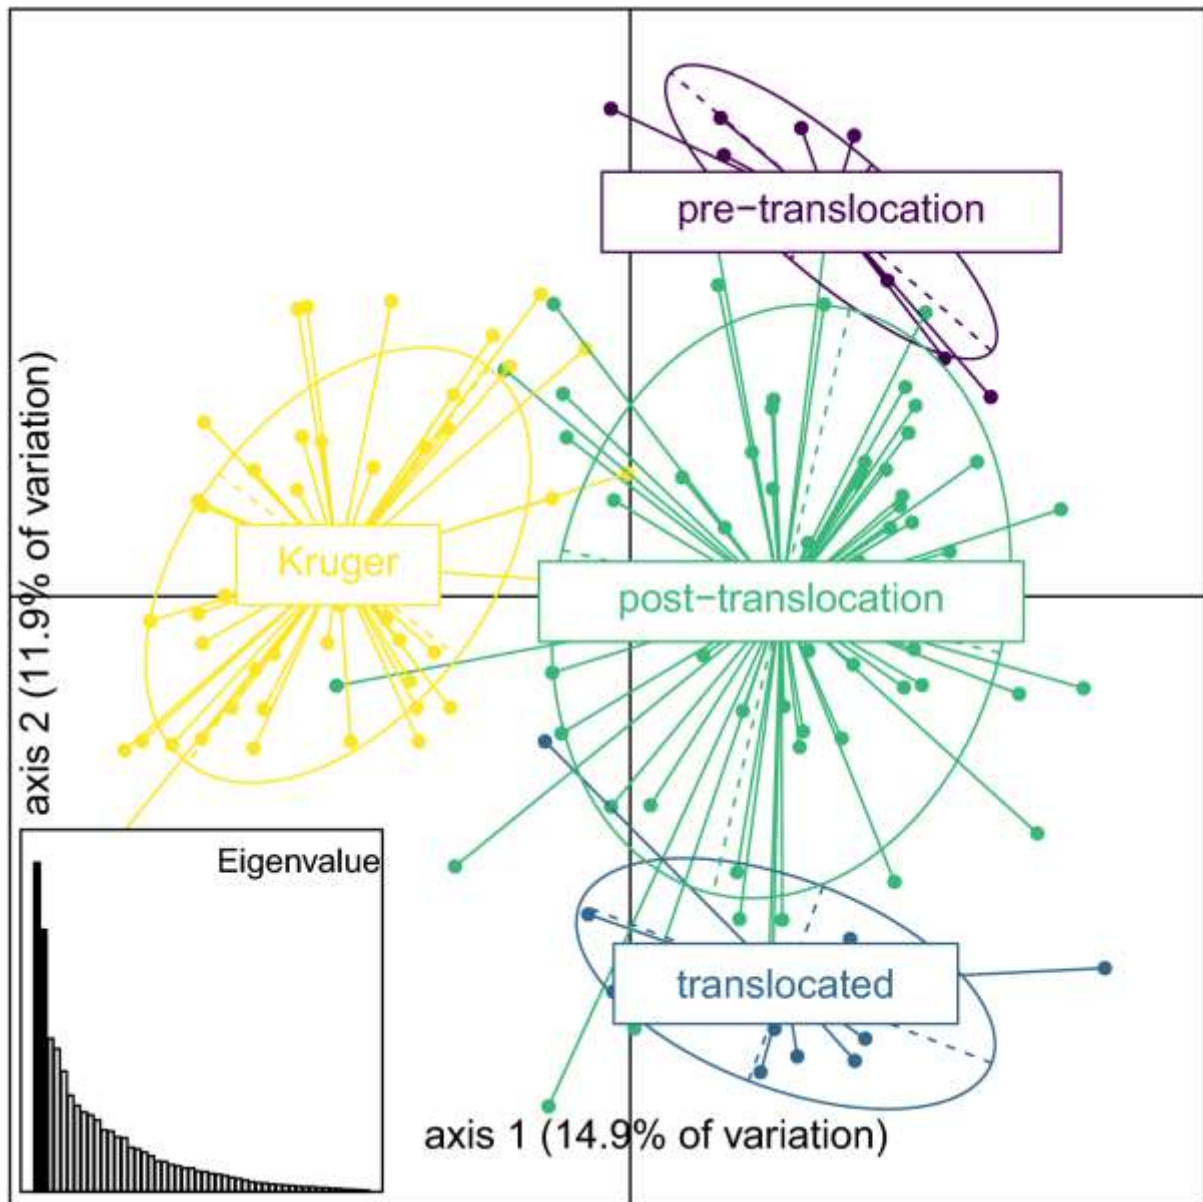 pre−translocation
Kruger
post−translocation
axis 2 (11.9% of variation)
Eigenvalue
translocated
axis 1 (14.9% of variation)